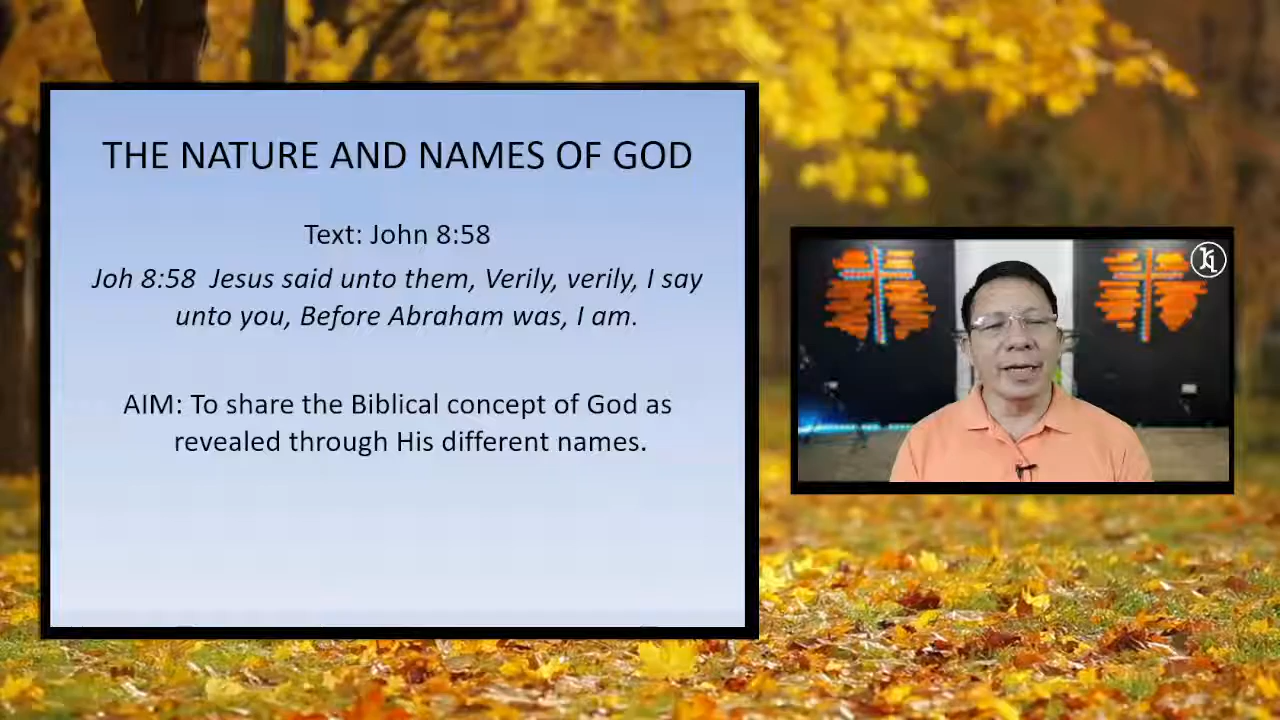 THE NATURE AND NAMES OF GOD
Text: John 8:58
Joh 8:58  Jesus said unto them, Verily, verily, I say
unto you, Before Abraham was, I am.
AIM: To share the Biblical concept of God as
revealed through His different names.